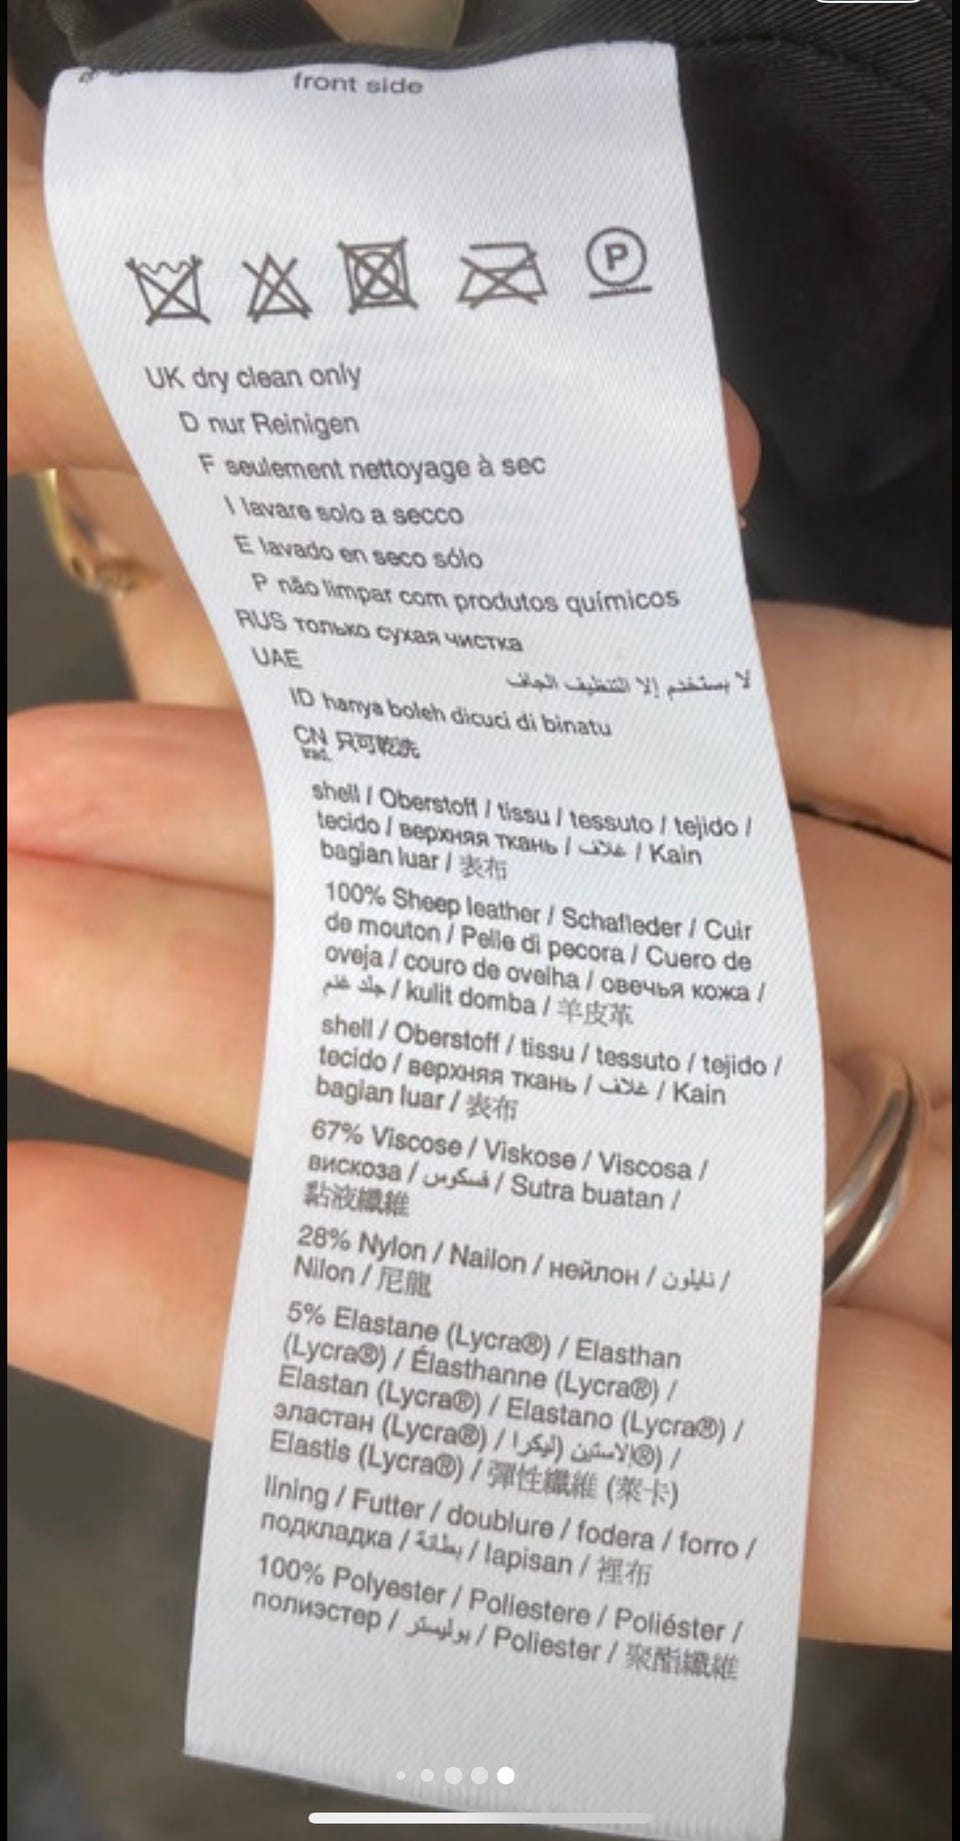 front side
P
UK dry clean only
D nur Reinigen
F seulement nettoyage à sec
I lavare solo a secco
E lavado en seco sólo
P não limpar com produtos químicos
RUS только сухая чистка
UAE
لا يستخدم إلا التنظيف الجاف
ID hanya boleh dicuci di binatu
CN 只可乾洗
trad.
shell / Oberstoff / tissu / tessuto / tejido /
tecido / верхняя ткань / غلاف / Kain
bagian luar / 表布
100% Sheep leather / Schafleder / Cuir
de mouton / Pelle di pecora / Cuero de
oveja / couro de ovelha / овечья кожа /
جلد غنم / kulit domba / 羊皮革
shell / Oberstoff / tissu / tessuto / tejido /
tecido / верхняя ткань / غلاف / Kain
bagian luar / 表布
67% Viscose / Viskose / Viscosa /
вискоза / فسكوس / Sutra buatan /
黏液纖維
28% Nylon / Nailon / нейлон / نايلون /
Nilon / 尼龍
5% Elastane (Lycra®) / Elasthan
(Lycra®) / Élasthanne (Lycra®) /
Elastan (Lycra®) / Elastano (Lycra®) /
эластан (Lycra®) / الاستين (ليكرا®) /
Elastis (Lycra®) / 彈性纖維 (萊卡)
lining / Futter / doublure / fodera / forro /
подкладка / بطانة / lapisan / 裡布
100% Polyester / Poliestere / Poliéster /
полиэстер / بوليستر / Poliester / 聚酯纖維